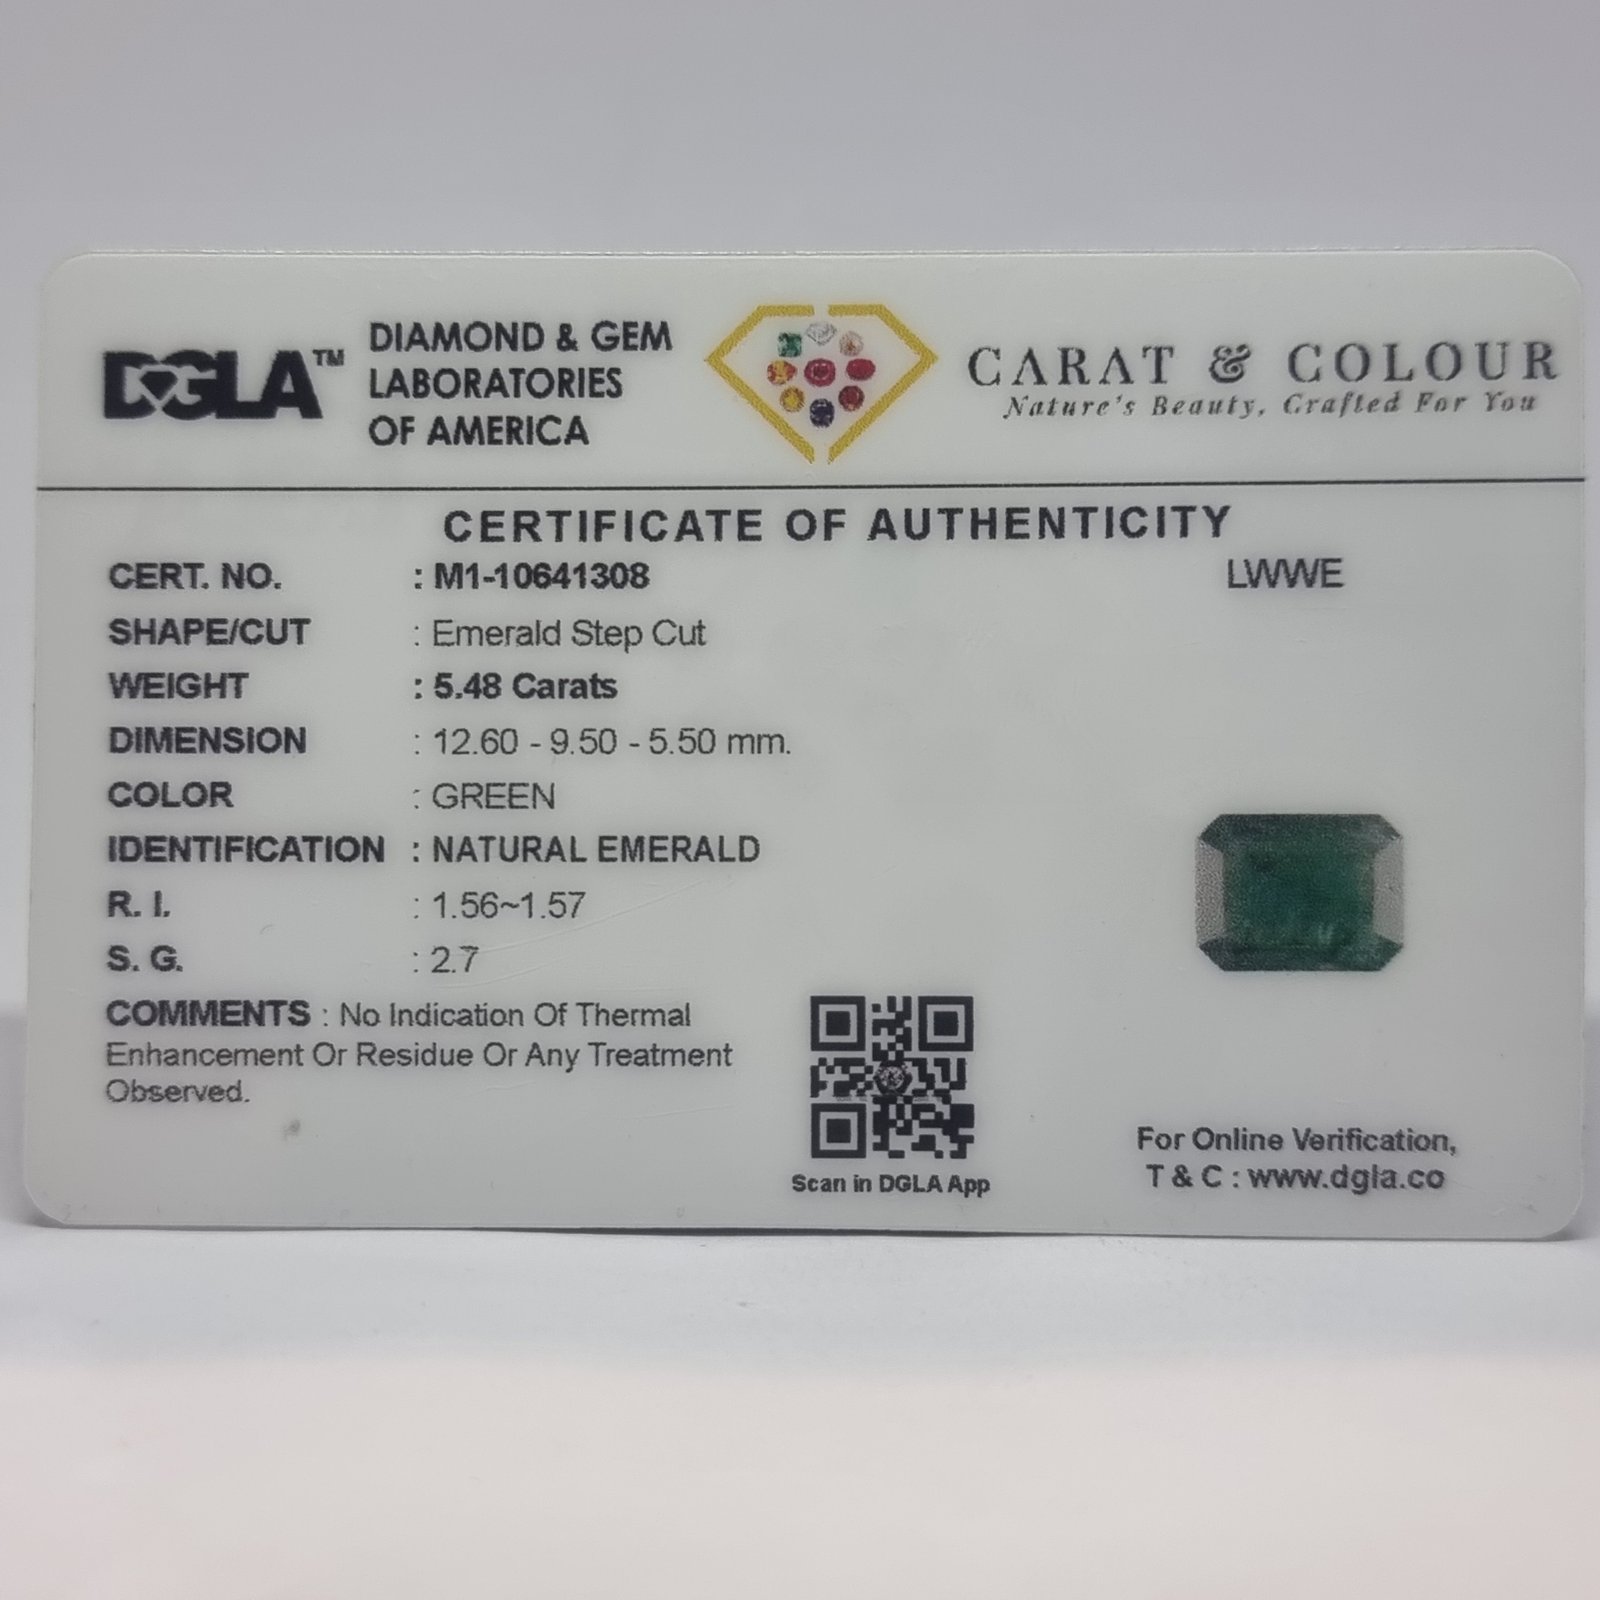 DGLA™
DIAMOND & GEM
LABORATORIES
OF AMERICA
CARAT & COLOUR
Nature's Beauty, Crafted For You
CERTIFICATE OF AUTHENTICITY
CERT. NO. : M1-10641308 LWWE
SHAPE/CUT : Emerald Step Cut
WEIGHT : 5.48 Carats
DIMENSION : 12.60 - 9.50 - 5.50 mm.
COLOR : GREEN
IDENTIFICATION : NATURAL EMERALD
R. I. : 1.56~1.57
S. G. : 2.7
COMMENTS : No Indication Of Thermal
Enhancement Or Residue Or Any Treatment
Observed.
Scan in DGLA App
For Online Verification,
T & C : www.dgla.co